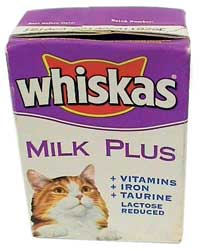 whiskas
MILK PLUS
+ VITAMINS
+ IRON
+ TAURINE
LACTOSE
REDUCED